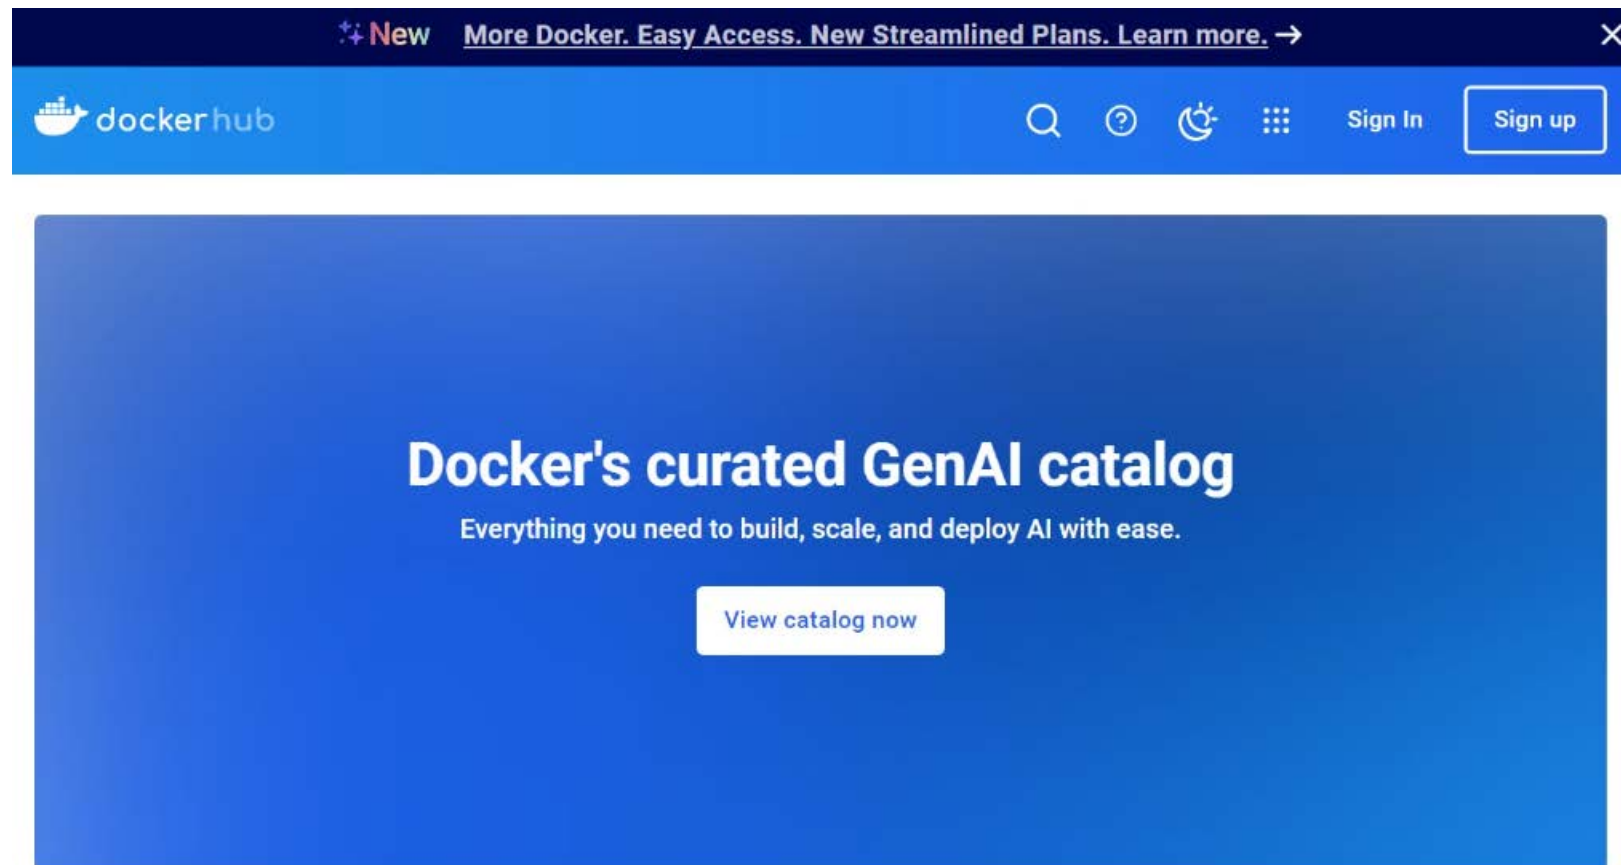 New More Docker. Easy Access. New Streamlined Plans. Learn more. →
dockerhub Sign In Sign up
Docker's curated GenAI catalog
Everything you need to build, scale, and deploy AI with ease.
View catalog now